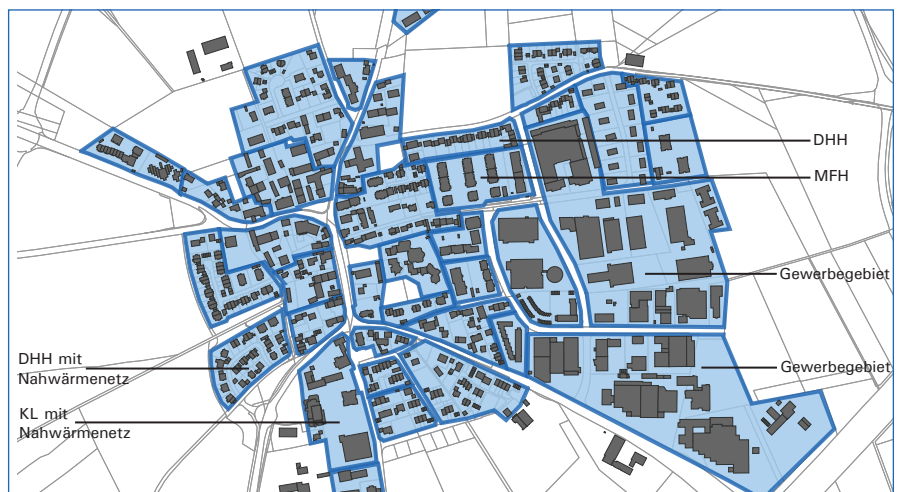 DHH
MFH
Gewerbegebiet
DHH mit
Nahwärmenetz
Gewerbegebiet
KL mit
Nahwärmenetz